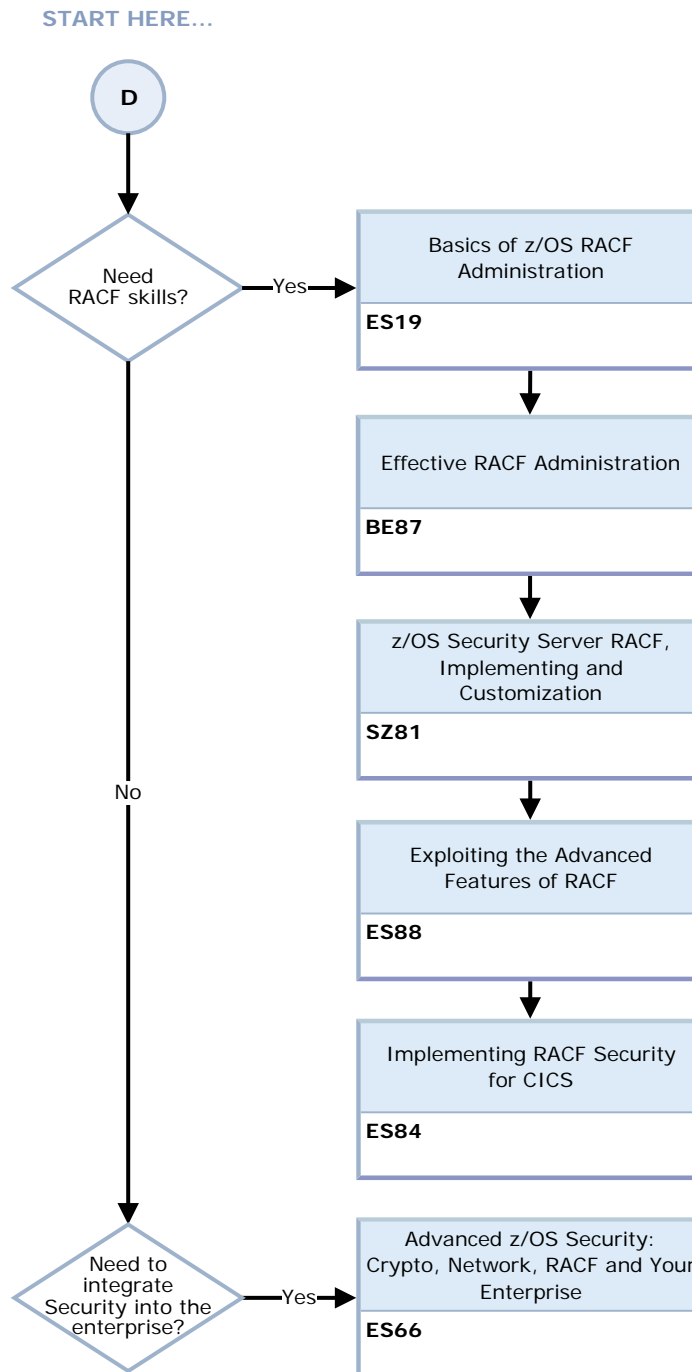 START HERE...
D
Need
RACF skills?
Yes
Basics of z/OS RACF
Administration
ES19
Effective RACF Administration
BE87
z/OS Security Server RACF,
Implementing and
Customization
SZ81
No
Exploiting the Advanced
Features of RACF
ES88
Implementing RACF Security
for CICS
ES84
Need to
integrate
Security into the
enterprise?
Yes
Advanced z/OS Security:
Crypto, Network, RACF and Your
Enterprise
ES66